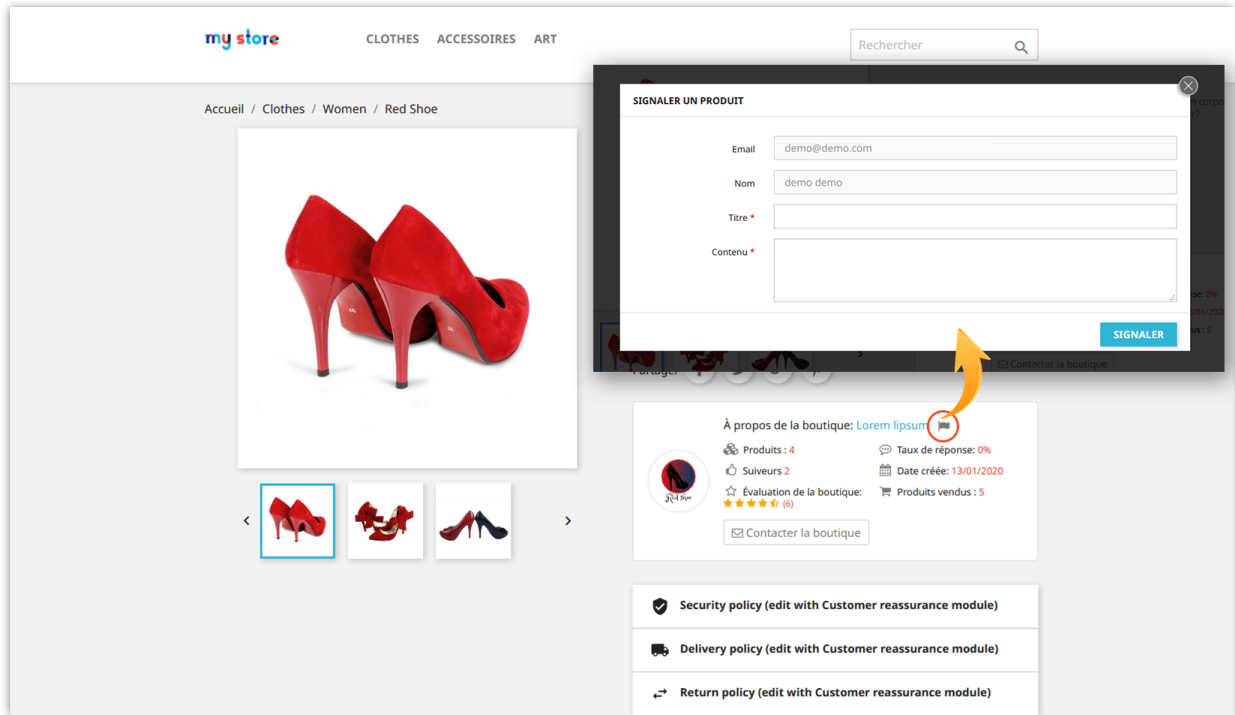 my store
CLOTHES ACCESSOIRES ART
Rechercher
Accueil / Clothes / Women / Red Shoe
SIGNALER UN PRODUIT
Email demo@demo.com
Nom demo demo
Titre *
Contenu *
SIGNALER
Contacter la boutique
Partager
À propos de la boutique: Lorem lipsum
Produits : 4 Taux de réponse: 0%
Suiveurs 2 Date créée: 13/01/2020
Évaluation de la boutique: Produits vendus : 5
(6)
Red Shoe
Contacter la boutique
Security policy (edit with Customer reassurance module)
Delivery policy (edit with Customer reassurance module)
Return policy (edit with Customer reassurance module)